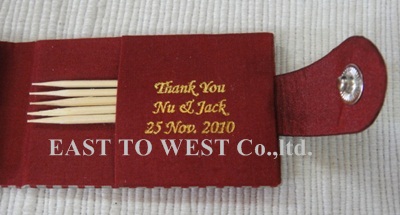 Thank You
Nu & Jack
25 Nov. 2010
EAST TO WEST Co.,ltd.